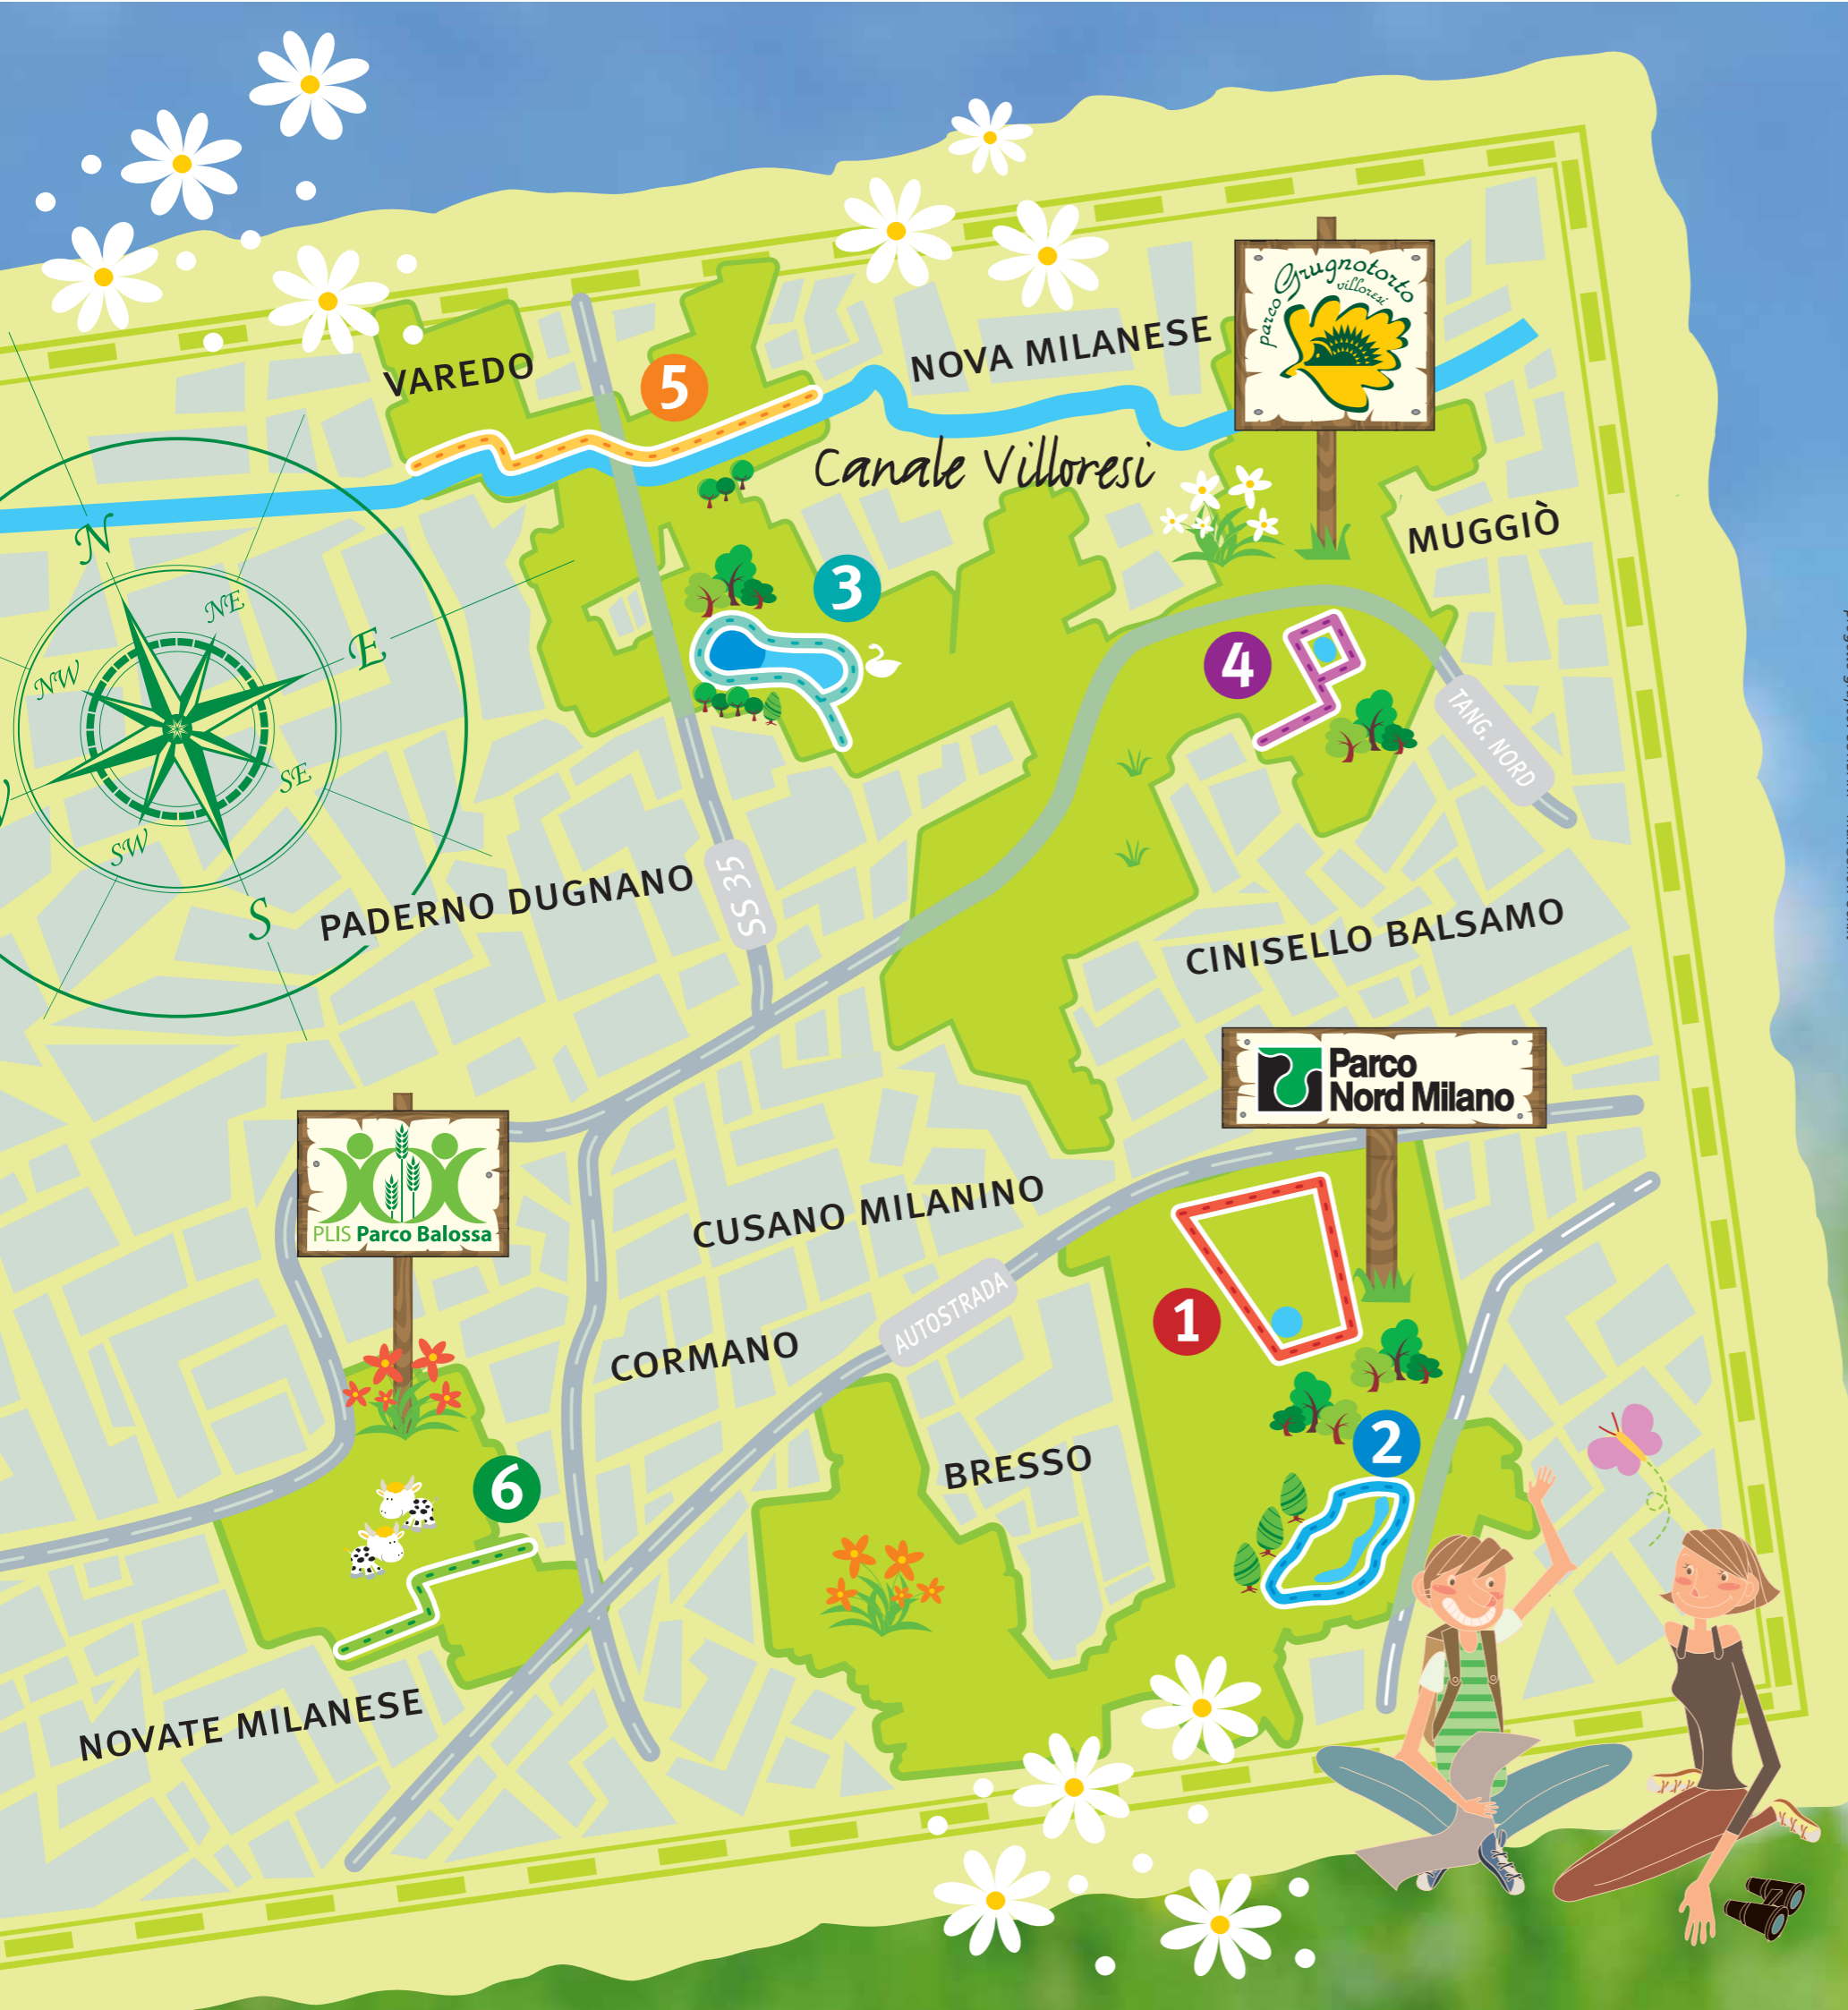 parco Grugnotorto
villoresi
VAREDO
NOVA MILANESE
5
Canale Villoresi
MUGGIÒ
N
NE
E
NW
SE
SW
S
3
4
TANG. NORD
PADERNO DUGNANO
SS 35
CINISELLO BALSAMO
Parco
Nord Milano
PLIS Parco Balossa
CUSANO MILANINO
AUTOSTRADA
1
CORMANO
BRESSO
2
6
NOVATE MILANESE